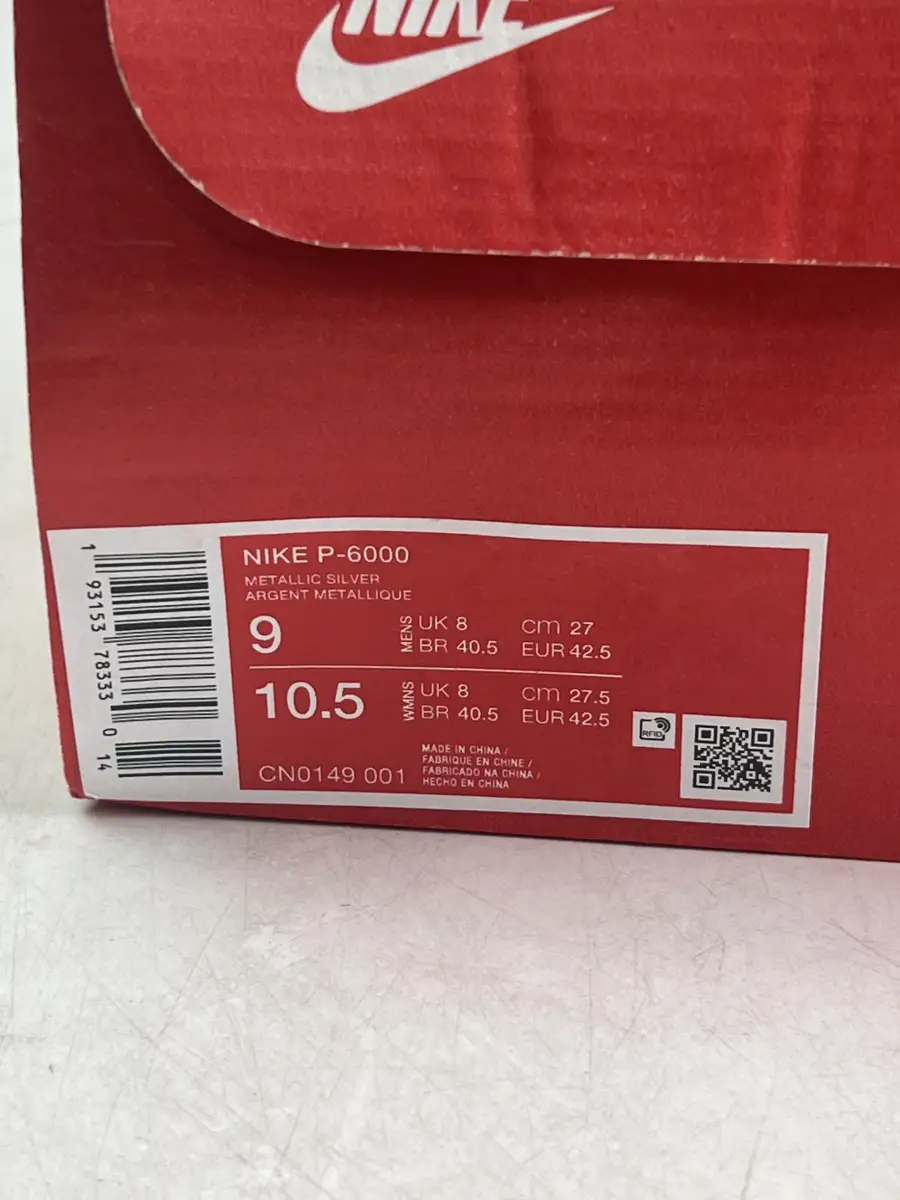 NIKE
NIKE P-6000
METALLIC SILVER
ARGENT METALLIQUE
9 MENS UK 8 cm 27
BR 40.5 EUR 42.5
10.5 WMNS UK 8 cm 27.5
BR 40.5 EUR 42.5
RFID
CN0149 001
MADE IN CHINA /
FABRIQUE EN CHINE /
FABRICADO NA CHINA /
HECHO EN CHINA
1 93153 78333 0 14